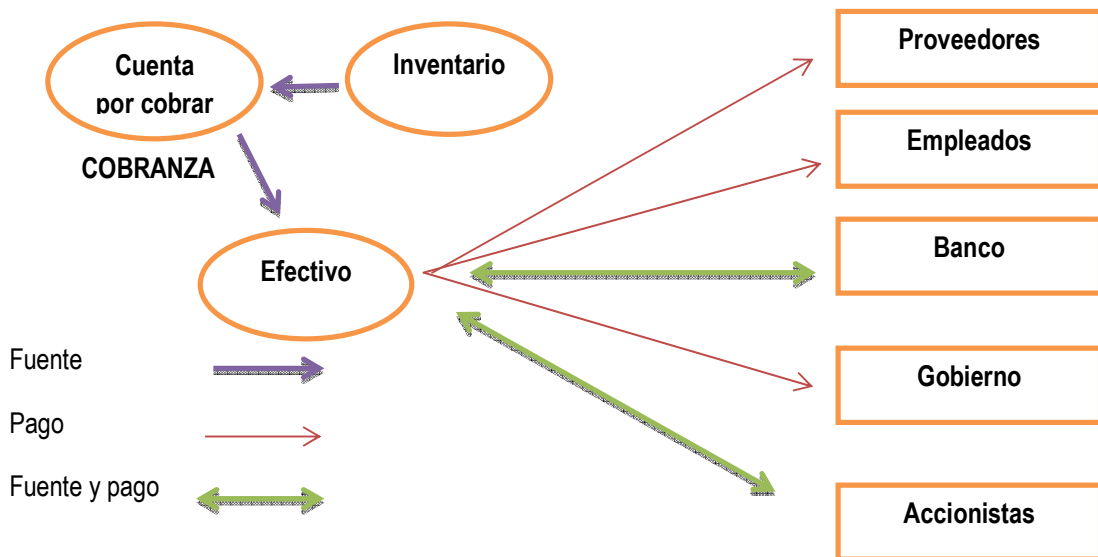 Cuenta
por cobrar
Inventario
COBRANZA
Efectivo
Proveedores
Empleados
Banco
Gobierno
Accionistas
Fuente
Pago
Fuente y pago